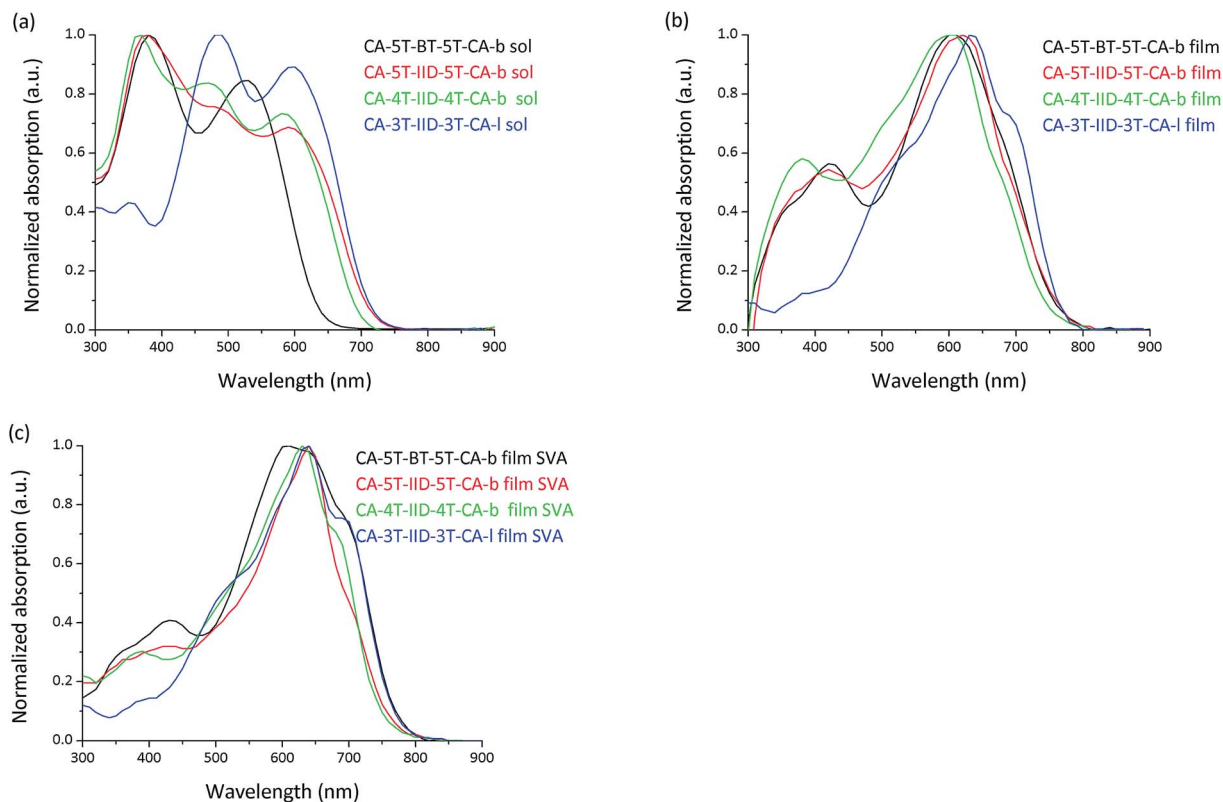 (a)
1.0
0.8
0.6
0.4
0.2
0.0
300 400 500 600 700 800 900
Normalized absorption (a.u.)
Wavelength (nm)
CA-5T-BT-5T-CA-b sol
CA-5T-IID-5T-CA-b sol
CA-4T-IID-4T-CA-b sol
CA-3T-IID-3T-CA-l sol
(b)
1.0
0.8
0.6
0.4
0.2
0.0
300 400 500 600 700 800 900
Normalized absorption (a.u.)
Wavelength (nm)
CA-5T-BT-5T-CA-b film
CA-5T-IID-5T-CA-b film
CA-4T-IID-4T-CA-b film
CA-3T-IID-3T-CA-l film
(c)
1.0
0.8
0.6
0.4
0.2
0.0
300 400 500 600 700 800 900
Normalized absorption (a.u.)
Wavelength (nm)
CA-5T-BT-5T-CA-b film SVA
CA-5T-IID-5T-CA-b film SVA
CA-4T-IID-4T-CA-b film SVA
CA-3T-IID-3T-CA-l film SVA